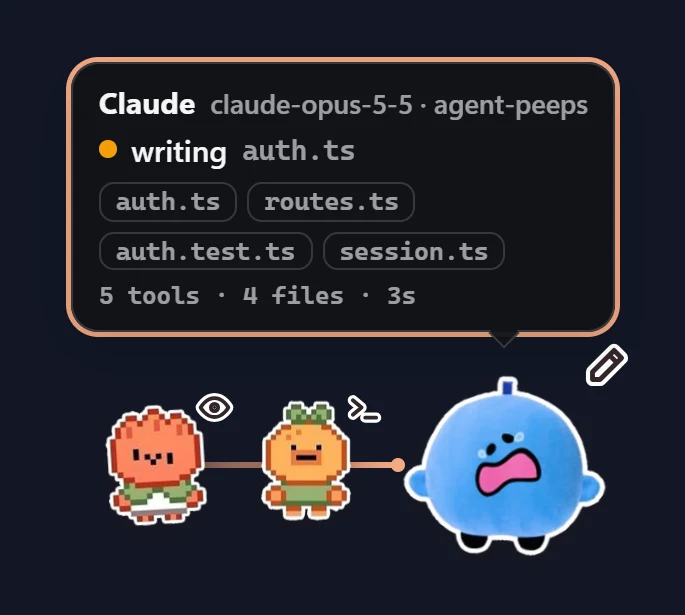 Claude claude-opus-5-5 · agent-peeps
writing auth.ts
auth.ts routes.ts
auth.test.ts session.ts
5 tools · 4 files · 3s